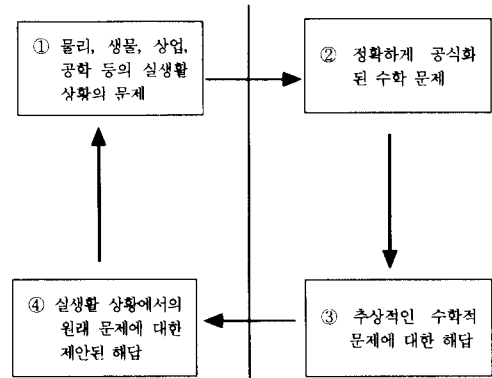 ① 물리, 생물, 상업,
공학 등의 실생활
상황의 문제
② 정확하게 공식화
된 수학 문제
③ 추상적인 수학적
문제에 대한 해답
④ 실생활 상황에서의
원래 문제에 대한
제안된 해답